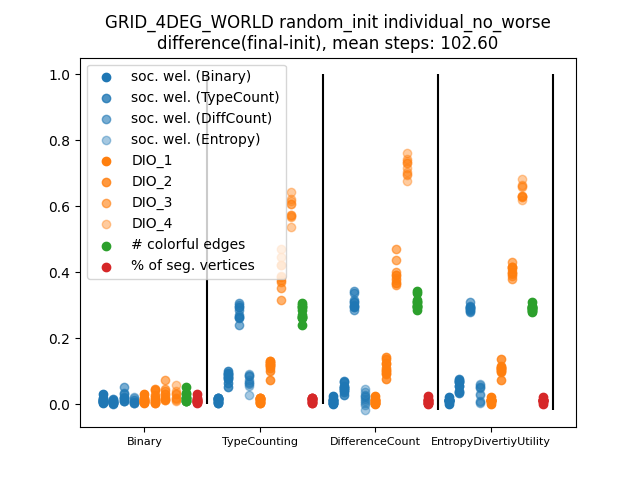 GRID_4DEG_WORLD random_init individual_no_worse
difference(final-init), mean steps: 102.60
1.0
0.8
0.6
0.4
0.2
0.0
soc. wel. (Binary)
soc. wel. (TypeCount)
soc. wel. (DiffCount)
soc. wel. (Entropy)
DIO_1
DIO_2
DIO_3
DIO_4
# colorful edges
% of seg. vertices
Binary
TypeCounting
DifferenceCount
EntropyDivertiyUtility